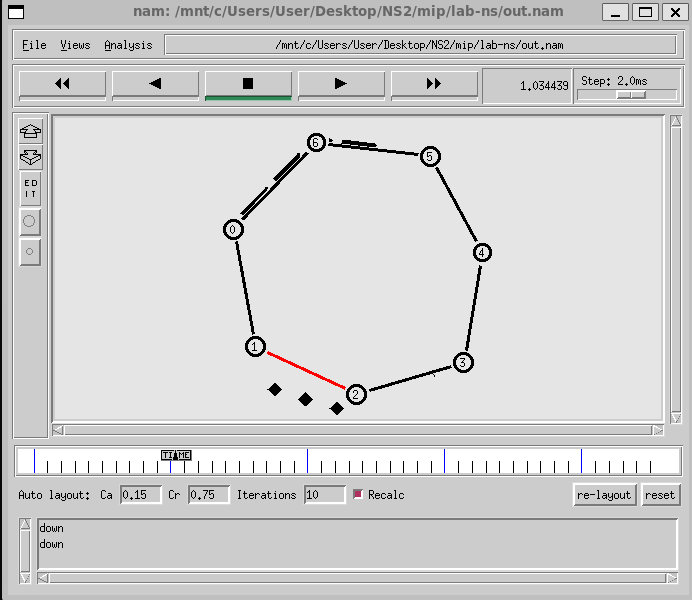 nam: /mnt/c/Users/User/Desktop/NS2/mip/lab-ns/out.nam
File Views Analysis /mnt/c/Users/User/Desktop/NS2/mip/lab-ns/out.nam
1.034439 Step: 2.0ms
ED
IT
6
5
0
4
1
3
2
TIME
Auto layout: Ca 0.15 Cr 0.75 Iterations 10 Recalc re-layout reset
down
down